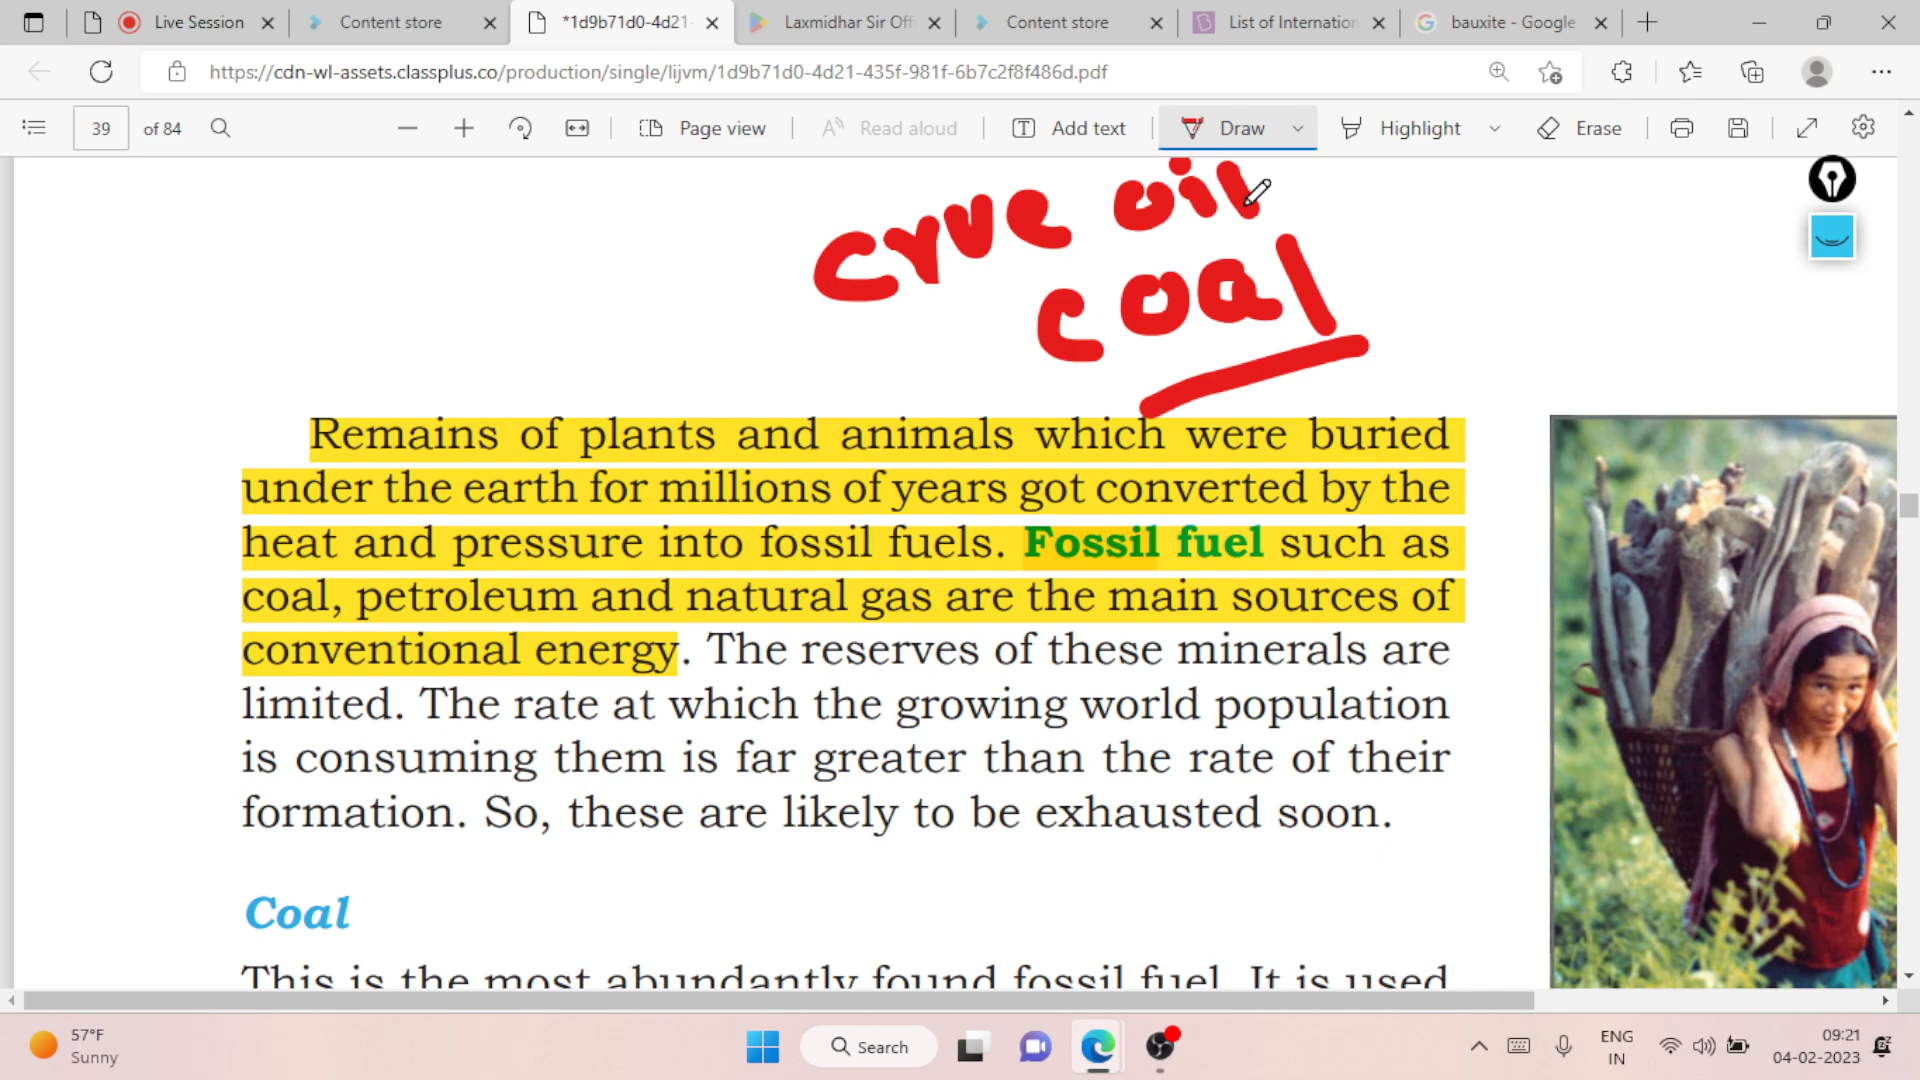 Live Session
Content store
*1d9b71d0-4d21-
Laxmidhar Sir Offi
Content store
List of Internation
bauxite - Google
https://cdn-wl-assets.classplus.co/production/single/lijvm/1d9b71d0-4d21-435f-981f-6b7c2f8f486d.pdf
39 of 84
Page view
Read aloud
Add text
Draw
Highlight
Erase
crue oil
coal
Remains of plants and animals which were buried
under the earth for millions of years got converted by the
heat and pressure into fossil fuels. Fossil fuel such as
coal, petroleum and natural gas are the main sources of
conventional energy. The reserves of these minerals are
limited. The rate at which the growing world population
is consuming them is far greater than the rate of their
formation. So, these are likely to be exhausted soon.
Coal
This is the most abundantly found fossil fuel. It is used
57°F
Sunny
Search
ENG
IN
09:21
04-02-2023